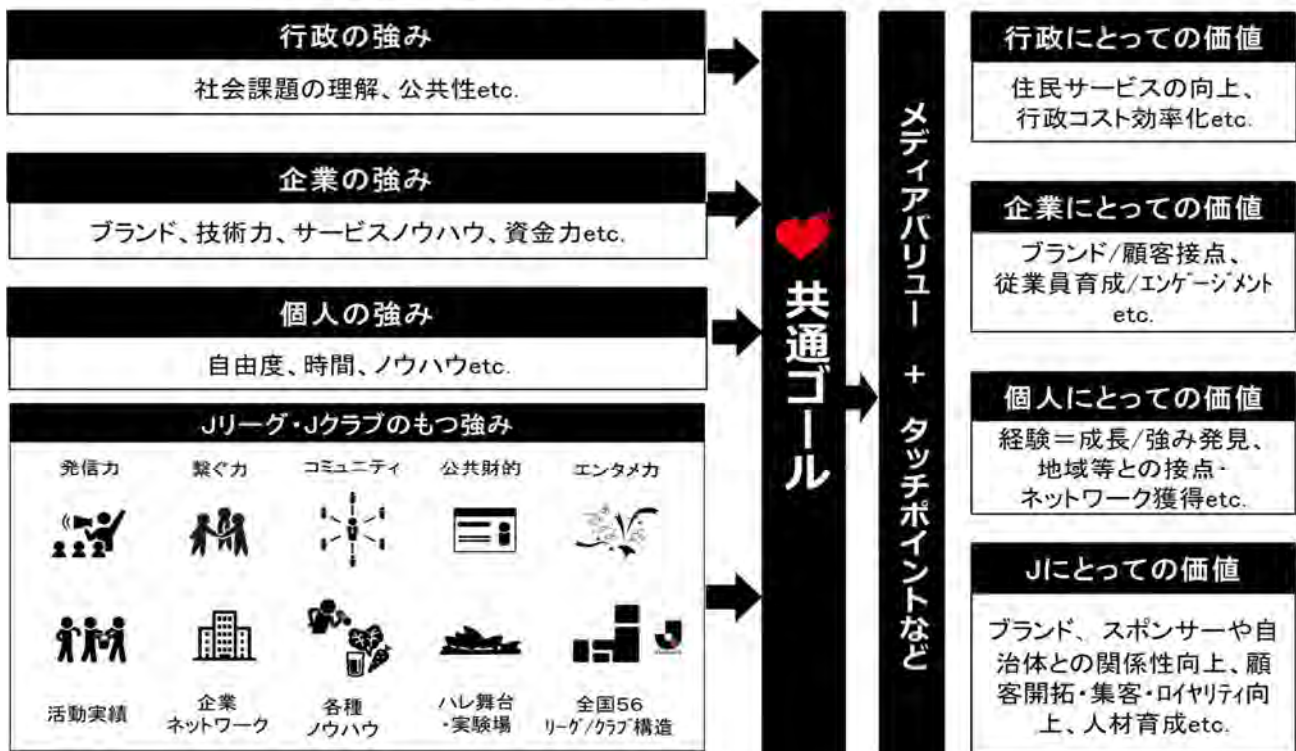 行政の強み
社会課題の理解、公共性etc.
企業の強み
ブランド、技術力、サービスノウハウ、資金力etc.
個人の強み
自由度、時間、ノウハウetc.
Jリーグ・Jクラブのもつ強み
発信力
繋ぐ力
コミュニティ
公共財的
エンタメ力
活動実績
企業
ネットワーク
各種
ノウハウ
ハレ舞台
・実験場
全国56
リーグ/クラブ構造
共通ゴール
メディアバリュー + タッチポイントなど
行政にとっての価値
住民サービスの向上、
行政コスト効率化etc.
企業にとっての価値
ブランド/顧客接点、
従業員育成/エンゲージメント
etc.
個人にとっての価値
経験＝成長/強み発見、
地域等との接点・
ネットワーク獲得etc.
Jにとっての価値
ブランド、スポンサーや自
治体との関係性向上、顧
客開拓・集客・ロイヤリティ向
上、人材育成etc.